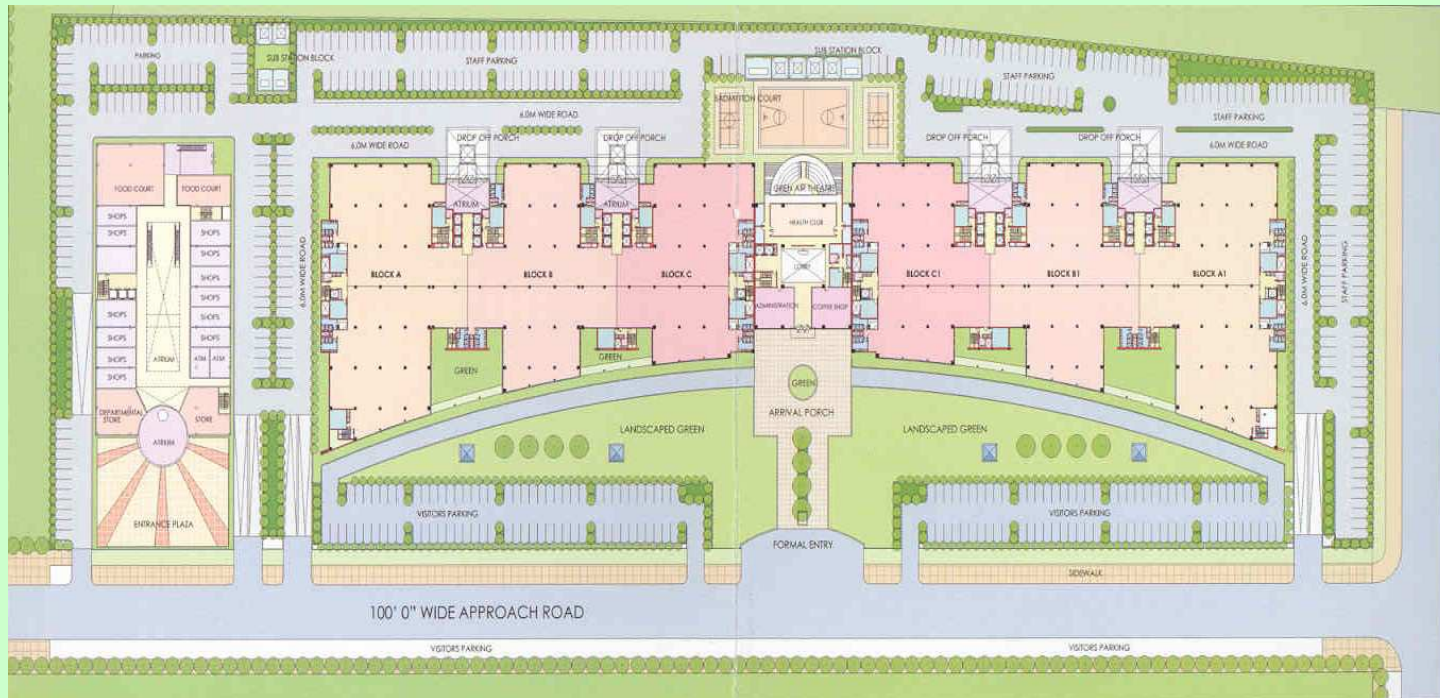 PARKING
SUB STATION BLOCK
STAFF PARKING
SUB STATION BLOCK
STAFF PARKING
STAFF PARKING
BADMITTON COURT
6.0M WIDE ROAD
6.0M WIDE ROAD
6.0M WIDE ROAD
DROP OFF PORCH
DROP OFF PORCH
DROP OFF PORCH
DROP OFF PORCH
FOOD COURT
FOOD COURT
ATRIUM
ATRIUM
OPEN AIR THEATRE
HEALTH CLUB
LOBBY
ADMINISTRATION
COFFEE SHOP
BLOCK A
BLOCK B
BLOCK C
BLOCK C1
BLOCK B1
BLOCK A1
6.0M WIDE ROAD
6.0M WIDE ROAD
STAFF PARKING
SHOPS
SHOPS
SHOPS
SHOPS
SHOPS
SHOPS
SHOPS
SHOPS
SHOPS
SHOPS
SHOPS
SHOPS
SHOPS
ATRIUM
ATM
ATM
DEPARTMENTAL
STORE
STORE
ATRIUM
ENTRANCE PLAZA
GREEN
GREEN
GREEN
ARRIVAL PORCH
LANDSCAPED GREEN
LANDSCAPED GREEN
VISITORS PARKING
VISITORS PARKING
FORMAL ENTRY
SIDEWALK
100' 0" WIDE APPROACH ROAD
VISITORS PARKING
VISITORS PARKING